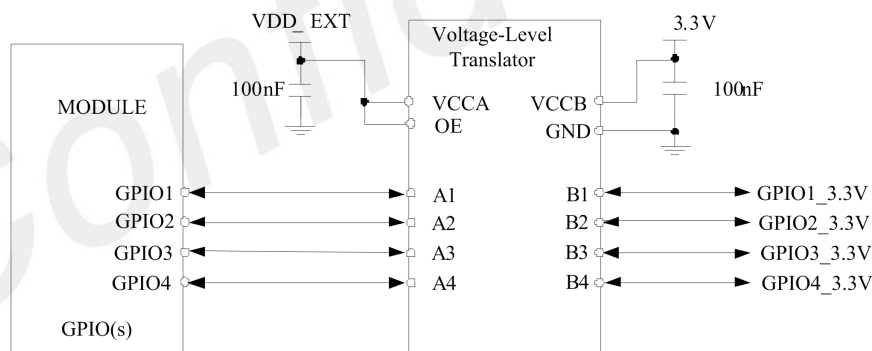 VDD_EXT
3.3V
Voltage-Level
Translator
100nF
100nF
MODULE
VCCA
VCCB
OE
GND
GPIO1
A1
B1
GPIO1_3.3V
GPIO2
A2
B2
GPIO2_3.3V
GPIO3
A3
B3
GPIO3_3.3V
GPIO4
A4
B4
GPIO4_3.3V
GPIO(s)